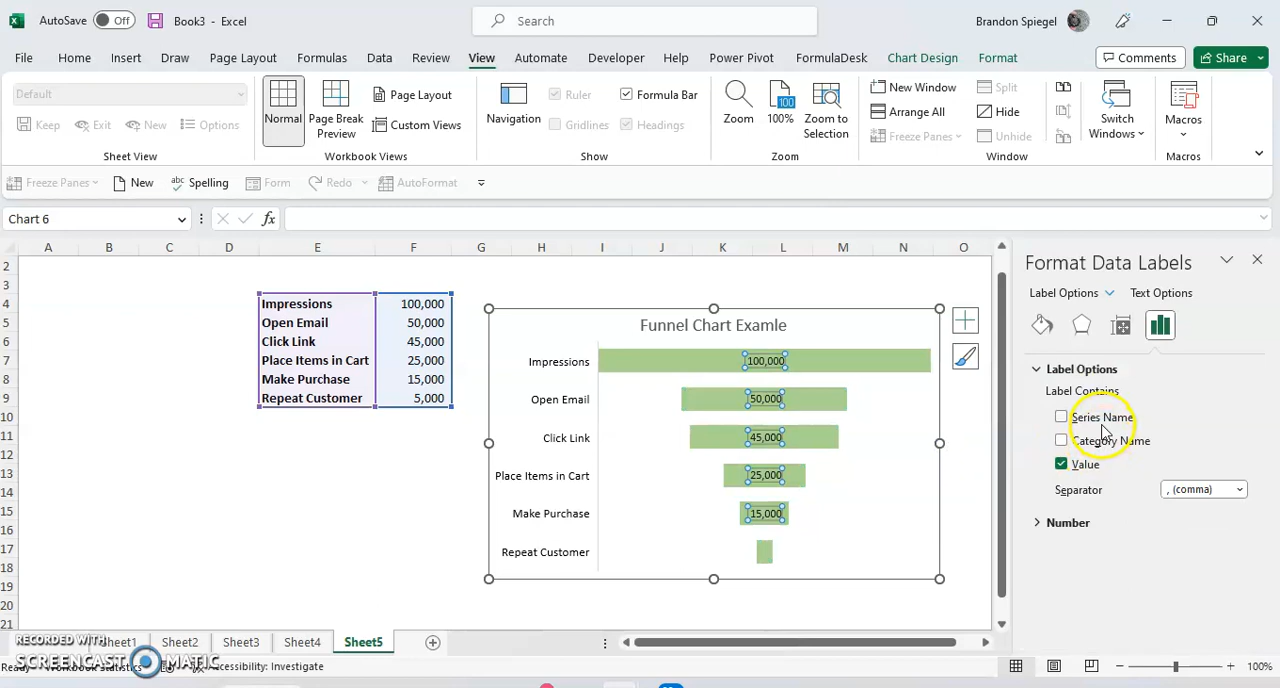 AutoSave Off Book3 - Excel Search Brandon Spiegel
File Home Insert Draw Page Layout Formulas Data Review View Automate Developer Help Power Pivot FormulaDesk Chart Design Format Comments Share
Default
Keep Exit New Options
Sheet View
Normal
Page Break
Preview
Page Layout
Custom Views
Workbook Views
Navigation
Ruler
Formula Bar
Gridlines
Headings
Show
Zoom
100
100%
Zoom to
Selection
Zoom
New Window
Arrange All
Freeze Panes
Split
Hide
Unhide
Switch
Windows
Window
Macros
Macros
Freeze Panes New Spelling Form Redo AutoFormat
Chart 6 fx
A B C D E F G H I J K L M N O
2
3
4
5
6
7
8
9
10
11
12
13
14
15
16
17
18
19
20
21
Impressions 100,000
Open Email 50,000
Click Link 45,000
Place Items in Cart 25,000
Make Purchase 15,000
Repeat Customer 5,000
Funnel Chart Examle
Impressions 100,000
Open Email 50,000
Click Link 45,000
Place Items in Cart 25,000
Make Purchase 15,000
Repeat Customer
Format Data Labels
Label Options Text Options
Label Options
Label Contains
Series Name
Category Name
Value
Separator , (comma)
Number
Sheet1 Sheet2 Sheet3 Sheet4 Sheet5
RECORDED WITH
SCREENCAST MATIC
Ready Workbook Statistics Accessibility: Investigate 100%